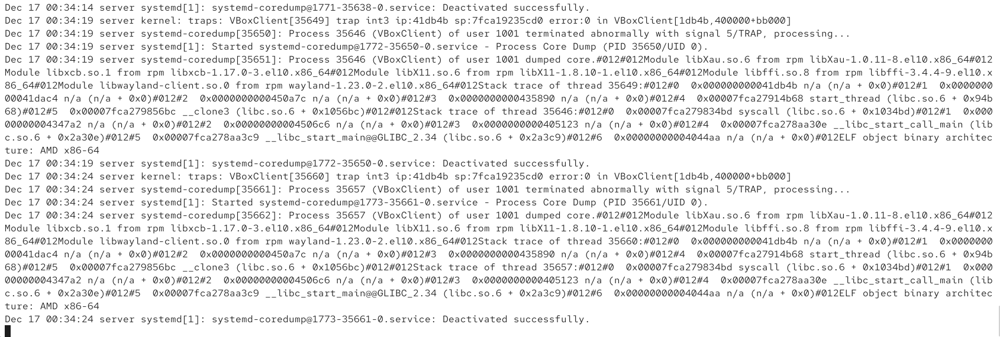 Dec 17 00:34:14 server systemd[1]: systemd-coredump@1771-35638-0.service: Deactivated successfully.
Dec 17 00:34:19 server kernel: traps: VBoxClient[35649] trap int3 ip:41db4b sp:7fca19235cd0 error:0 in VBoxClient[1db4b,400000+bb000]
Dec 17 00:34:19 server systemd-coredump[35650]: Process 35646 (VBoxClient) of user 1001 terminated abnormally with signal 5/TRAP, processing...
Dec 17 00:34:19 server systemd[1]: Started systemd-coredump@1772-35650-0.service - Process Core Dump (PID 35650/UID 0).
Dec 17 00:34:19 server systemd-coredump[35651]: Process 35646 (VBoxClient) of user 1001 dumped core.#012#012Module libXau.so.6 from rpm libXau-1.0.11-8.el10.x86_64#012
Module libxcb.so.1 from rpm libxcb-1.17.0-3.el10.x86_64#012Module libX11.so.6 from rpm libX11-1.8.10-1.el10.x86_64#012Module libffi.so.8 from rpm libffi-3.4.4-9.el10.x
86_64#012Module libwayland-client.so.0 from rpm wayland-1.23.0-2.el10.x86_64#012Stack trace of thread 35649:#012#0  0x000000000041db4b n/a (n/a + 0x0)#012#1  0x0000000
00041dac4 n/a (n/a + 0x0)#012#2  0x0000000000450a7c n/a (n/a + 0x0)#012#3  0x0000000000435890 n/a (n/a + 0x0)#012#4  0x00007fca27914b68 start_thread (libc.so.6 + 0x94b
68)#012#5  0x00007fca279856bc __clone3 (libc.so.6 + 0x1056bc)#012#012Stack trace of thread 35646:#012#0  0x00007fca279834bd syscall (libc.so.6 + 0x1034bd)#012#1  0x000
00000004347a2 n/a (n/a + 0x0)#012#2  0x00000000004506c6 n/a (n/a + 0x0)#012#3  0x0000000000405123 n/a (n/a + 0x0)#012#4  0x00007fca278aa30e __libc_start_call_main (lib
c.so.6 + 0x2a30e)#012#5  0x00007fca278aa3c9 __libc_start_main@@GLIBC_2.34 (libc.so.6 + 0x2a3c9)#012#6  0x00000000004044aa n/a (n/a + 0x0)#012ELF object binary architec
ture: AMD x86-64
Dec 17 00:34:19 server systemd[1]: systemd-coredump@1772-35650-0.service: Deactivated successfully.
Dec 17 00:34:24 server kernel: traps: VBoxClient[35660] trap int3 ip:41db4b sp:7fca19235cd0 error:0 in VBoxClient[1db4b,400000+bb000]
Dec 17 00:34:24 server systemd-coredump[35661]: Process 35657 (VBoxClient) of user 1001 terminated abnormally with signal 5/TRAP, processing...
Dec 17 00:34:24 server systemd[1]: Started systemd-coredump@1773-35661-0.service - Process Core Dump (PID 35661/UID 0).
Dec 17 00:34:24 server systemd-coredump[35662]: Process 35657 (VBoxClient) of user 1001 dumped core.#012#012Module libXau.so.6 from rpm libXau-1.0.11-8.el10.x86_64#012
Module libxcb.so.1 from rpm libxcb-1.17.0-3.el10.x86_64#012Module libX11.so.6 from rpm libX11-1.8.10-1.el10.x86_64#012Module libffi.so.8 from rpm libffi-3.4.4-9.el10.x
86_64#012Module libwayland-client.so.0 from rpm wayland-1.23.0-2.el10.x86_64#012Stack trace of thread 35660:#012#0  0x000000000041db4b n/a (n/a + 0x0)#012#1  0x0000000
00041dac4 n/a (n/a + 0x0)#012#2  0x0000000000450a7c n/a (n/a + 0x0)#012#3  0x0000000000435890 n/a (n/a + 0x0)#012#4  0x00007fca27914b68 start_thread (libc.so.6 + 0x94b
68)#012#5  0x00007fca279856bc __clone3 (libc.so.6 + 0x1056bc)#012#012Stack trace of thread 35657:#012#0  0x00007fca279834bd syscall (libc.so.6 + 0x1034bd)#012#1  0x000
00000004347a2 n/a (n/a + 0x0)#012#2  0x00000000004506c6 n/a (n/a + 0x0)#012#3  0x0000000000405123 n/a (n/a + 0x0)#012#4  0x00007fca278aa30e __libc_start_call_main (lib
c.so.6 + 0x2a30e)#012#5  0x00007fca278aa3c9 __libc_start_main@@GLIBC_2.34 (libc.so.6 + 0x2a3c9)#012#6  0x00000000004044aa n/a (n/a + 0x0)#012ELF object binary architec
ture: AMD x86-64
Dec 17 00:34:24 server systemd[1]: systemd-coredump@1773-35661-0.service: Deactivated successfully.